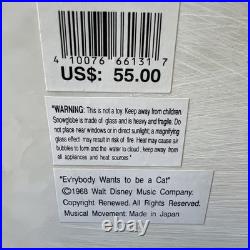 4 10076 66131 7
US$: 55.00
"WARNING: This is not a toy. Keep away from children.
Snowglobe is made of glass and is heavy and fragile. Do
not place near windows or in direct sunlight; a magnifying
glass effect may result in risk of fire. Heat may cause air
bubbles to form and the water to cloud; keep away from
all appliances and heat sources"
"Ev'rybody Wants to be a Cat"
©1968 Walt Disney Music Company.
Copyright Renewed. All Rights Reserved.
Musical Movement: Made in Japan